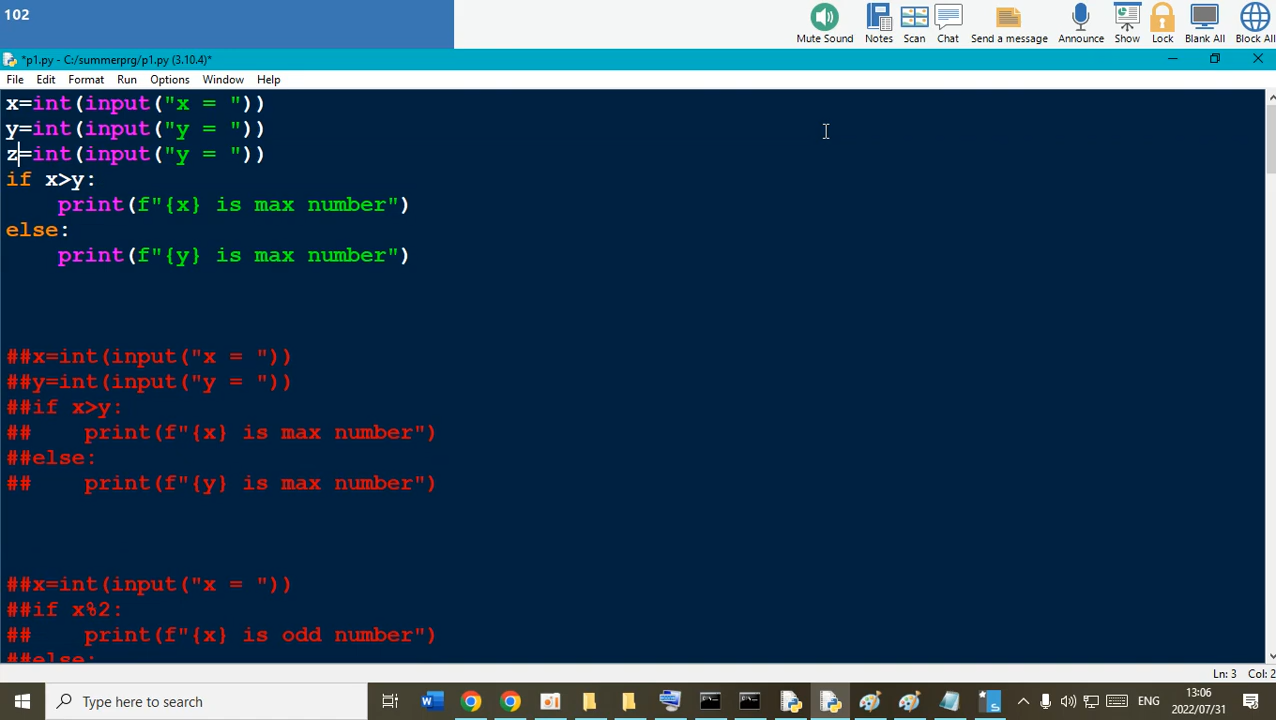 102
Mute Sound Notes Scan Chat Send a message Announce Show Lock Blank All Block All
*p1.py - C:/summerprg/p1.py (3.10.4)*
File Edit Format Run Options Window Help
x=int(input("x = "))
y=int(input("y = "))
z=int(input("y = "))
if x>y:
    print(f"{x} is max number")
else:
    print(f"{y} is max number")
##x=int(input("x = "))
##y=int(input("y = "))
##if x>y:
##    print(f"{x} is max number")
##else:
##    print(f"{y} is max number")
##x=int(input("x = "))
##if x%2:
##    print(f"{x} is odd number")
##else:
Ln: 3 Col: 2
Type here to search
ENG
13:06
2022/07/31